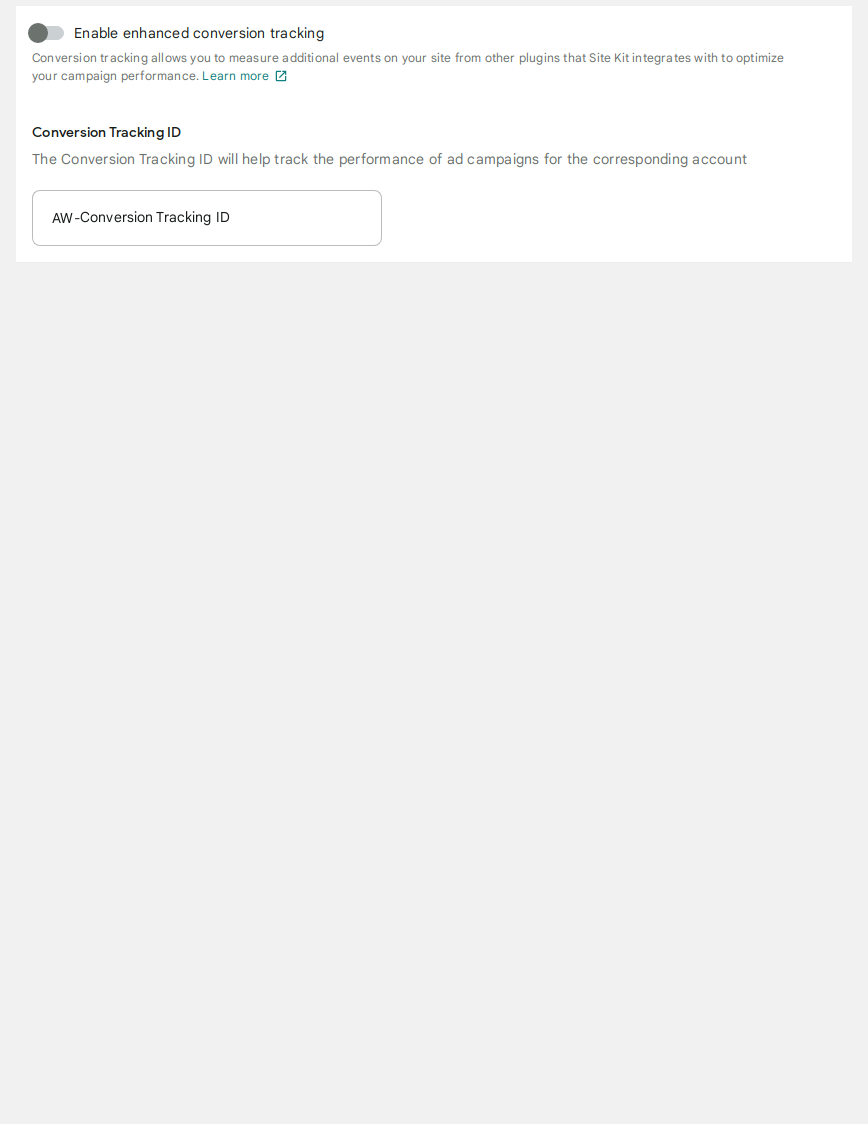 Enable enhanced conversion tracking
Conversion tracking allows you to measure additional events on your site from other plugins that Site Kit integrates with to optimize
your campaign performance. Learn more
Conversion Tracking ID
The Conversion Tracking ID will help track the performance of ad campaigns for the corresponding account
AW-Conversion Tracking ID